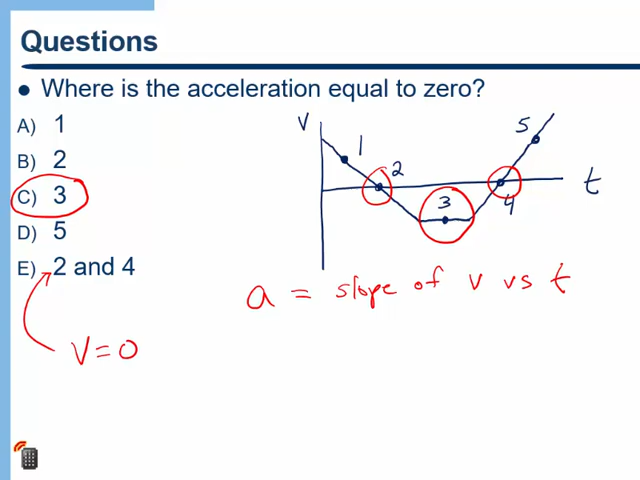 Questions
Where is the acceleration equal to zero?
A) 1
B) 2
C) 3
D) 5
E) 2 and 4
V
1
2
3
4
5
t
a = slope of v vs t
V = 0